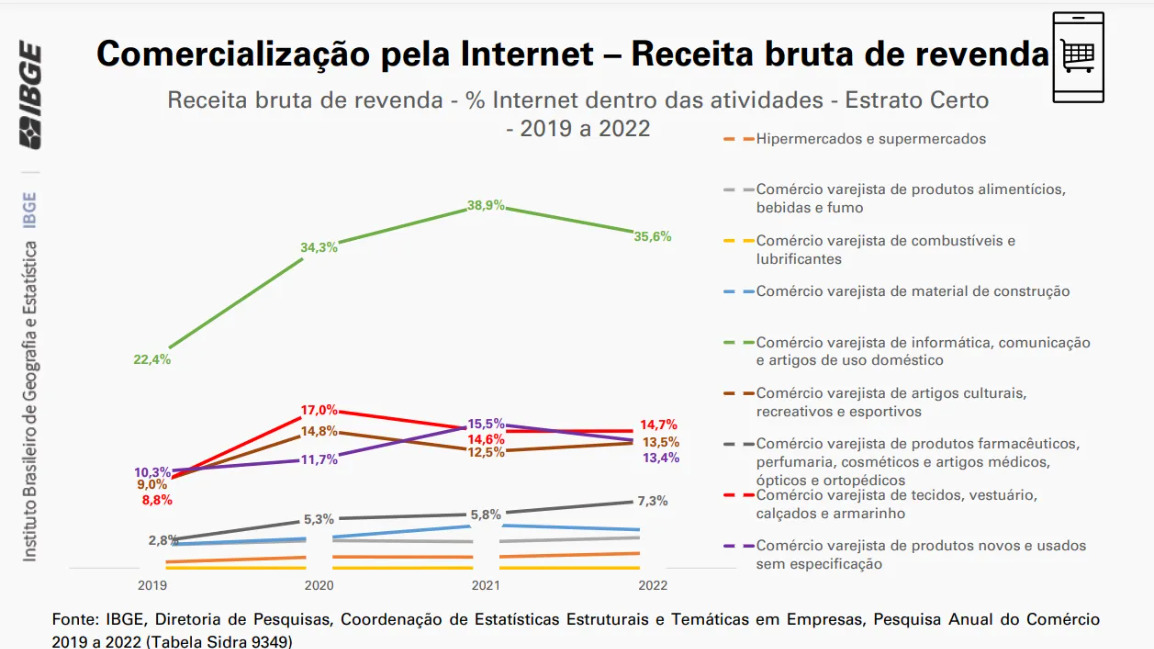 Comercialização pela Internet – Receita bruta de revenda
IBGE
Instituto Brasileiro de Geografia e Estatística IBGE
Receita bruta de revenda - % Internet dentro das atividades - Estrato Certo
- 2019 a 2022
Hipermercados e supermercados
Comércio varejista de produtos alimentícios,
bebidas e fumo
Comércio varejista de combustíveis e
lubrificantes
Comércio varejista de material de construção
Comércio varejista de informática, comunicação
e artigos de uso doméstico
Comércio varejista de artigos culturais,
recreativos e esportivos
Comércio varejista de produtos farmacêuticos,
perfumaria, cosméticos e artigos médicos,
ópticos e ortopédicos
Comércio varejista de tecidos, vestuário,
calçados e armarinho
Comércio varejista de produtos novos e usados
sem especificação
22,4%
34,3%
38,9%
35,6%
17,0%
14,8%
11,7%
15,5%
14,6%
12,5%
14,7%
13,5%
13,4%
10,3%
9,0%
8,8%
2,8%
5,3%
5,8%
7,3%
2019
2020
2021
2022
Fonte: IBGE, Diretoria de Pesquisas, Coordenação de Estatísticas Estruturais e Temáticas em Empresas, Pesquisa Anual do Comércio
2019 a 2022 (Tabela Sidra 9349)